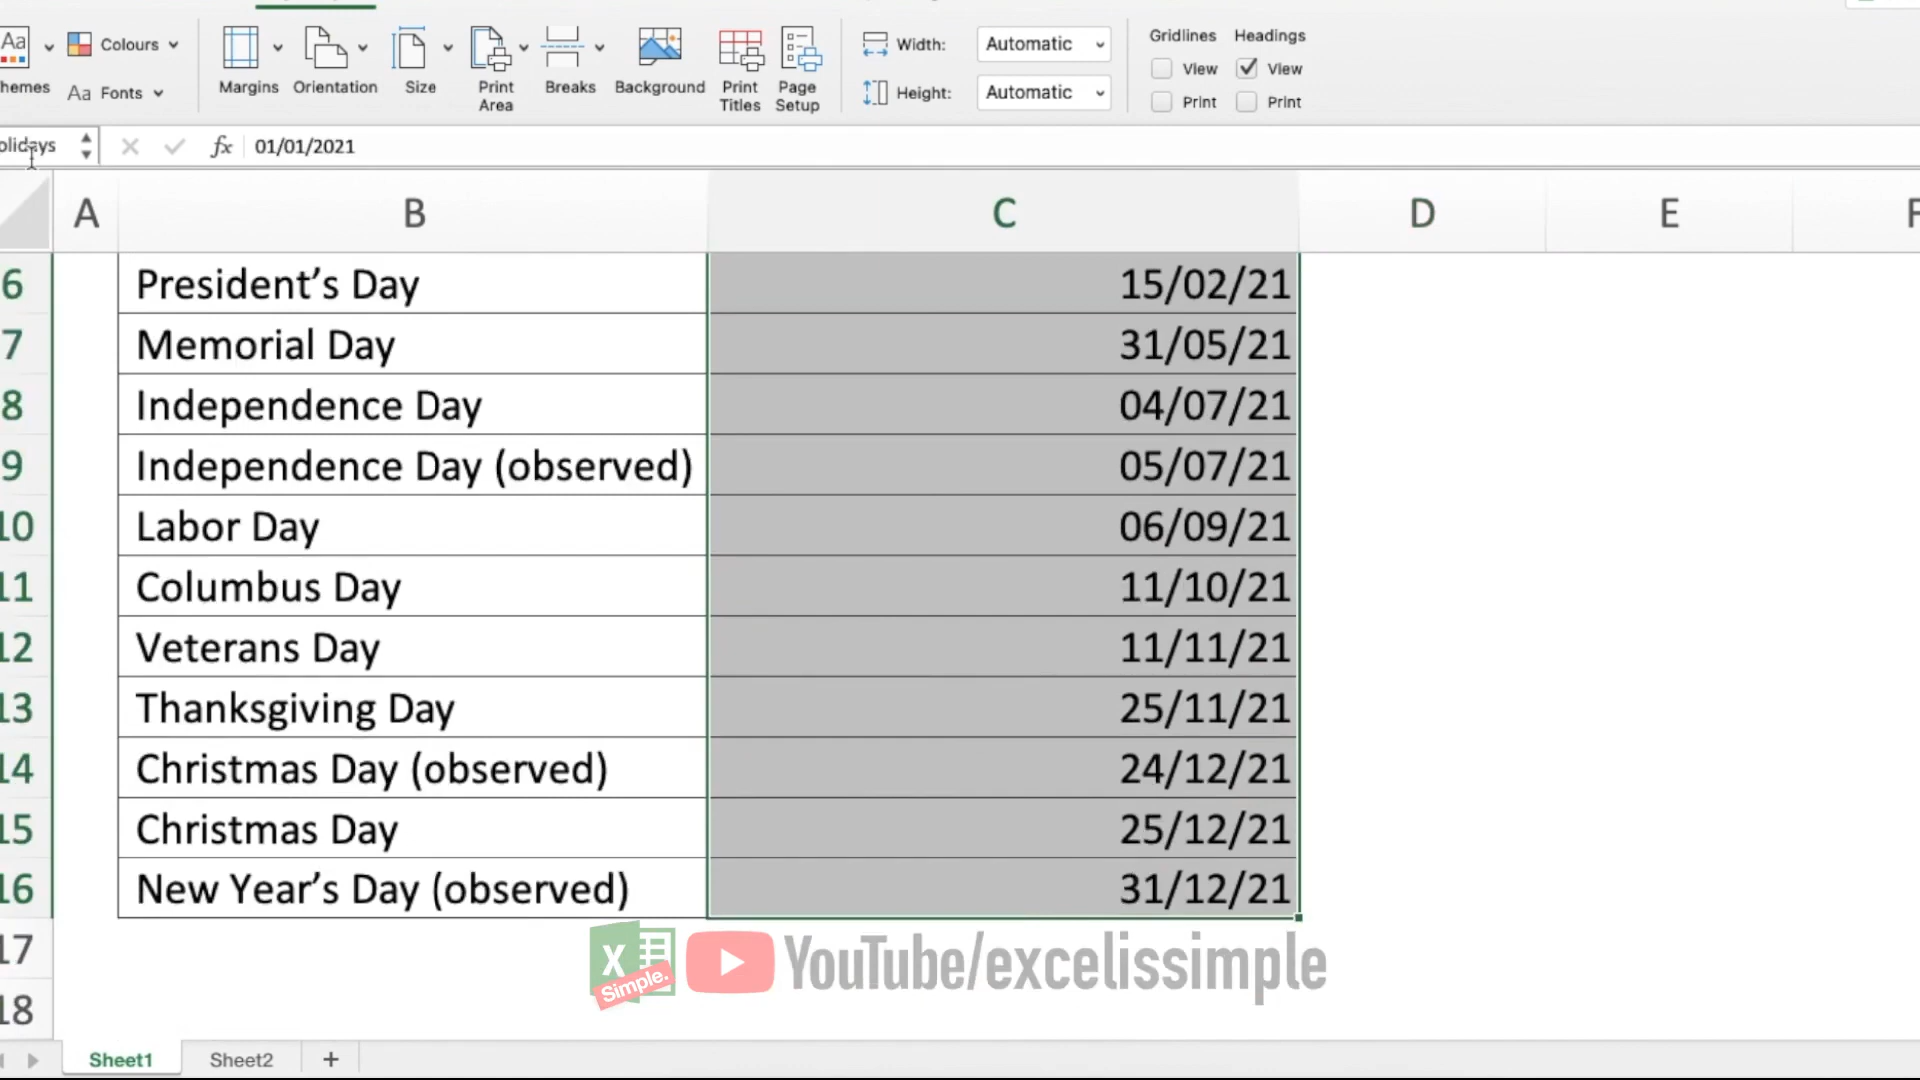 Aa Colours
Aa Fonts
Margins Orientation Size Print Area Breaks Background Print Titles Page Setup
Width: Automatic
Height: Automatic
Gridlines Headings
View View
Print Print
fx 01/01/2021
A B C D E
6 President’s Day 15/02/21
7 Memorial Day 31/05/21
8 Independence Day 04/07/21
9 Independence Day (observed) 05/07/21
10 Labor Day 06/09/21
11 Columbus Day 11/10/21
12 Veterans Day 11/11/21
13 Thanksgiving Day 25/11/21
14 Christmas Day (observed) 24/12/21
15 Christmas Day 25/12/21
16 New Year’s Day (observed) 31/12/21
17
X Simple. YouTube/excelissimple
18
Sheet1 Sheet2 +